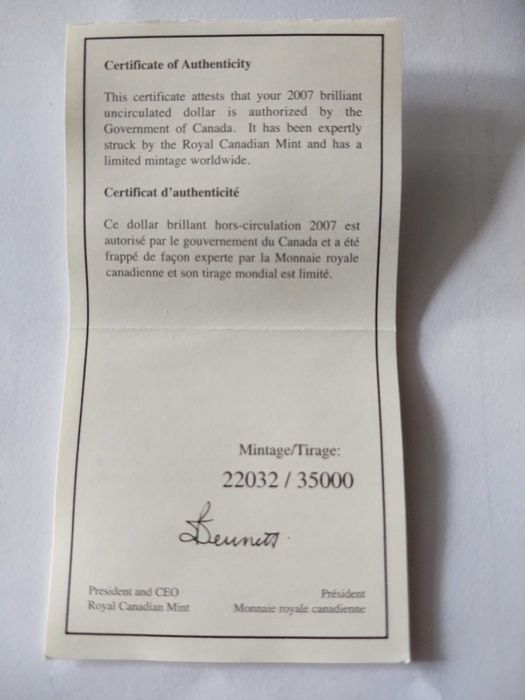 Certificate of Authenticity
This certificate attests that your 2007 brilliant
uncirculated dollar is authorized by the
Government of Canada. It has been expertly
struck by the Royal Canadian Mint and has a
limited mintage worldwide.
Certificat d'authenticité
Ce dollar brillant hors-circulation 2007 est
autorisé par le gouvernement du Canada et a été
frappé de façon experte par la Monnaie royale
canadienne et son tirage mondial est limité.
Mintage/Tirage:
22032 / 35000
Bennett
President and CEO Président
Royal Canadian Mint Monnaie royale canadienne